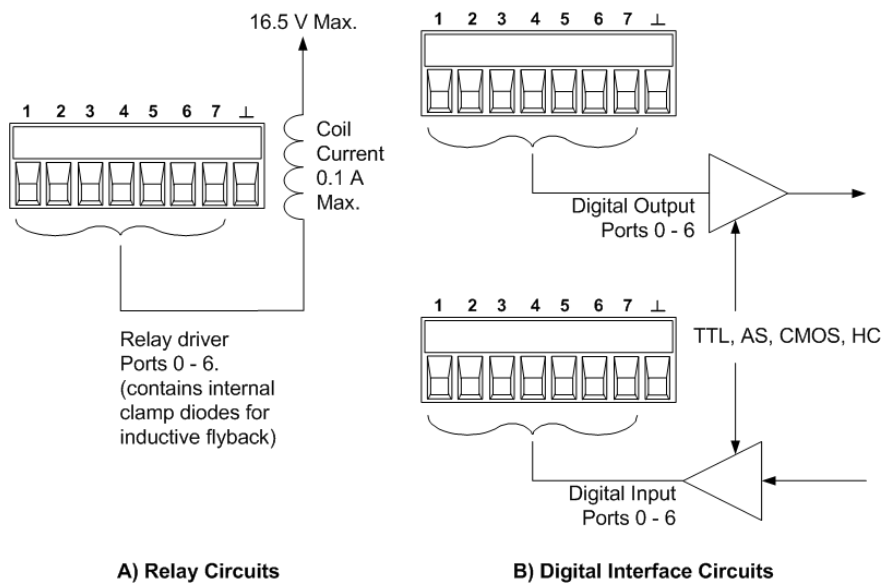 16.5 V Max.
1 2 3 4 5 6 7 ⊥
Coil
Current
0.1 A
Max.
Relay driver
Ports 0 - 6.
(contains internal
clamp diodes for
inductive flyback)
A) Relay Circuits
1 2 3 4 5 6 7 ⊥
Digital Output
Ports 0 - 6
1 2 3 4 5 6 7 ⊥
TTL, AS, CMOS, HC
Digital Input
Ports 0 - 6
B) Digital Interface Circuits